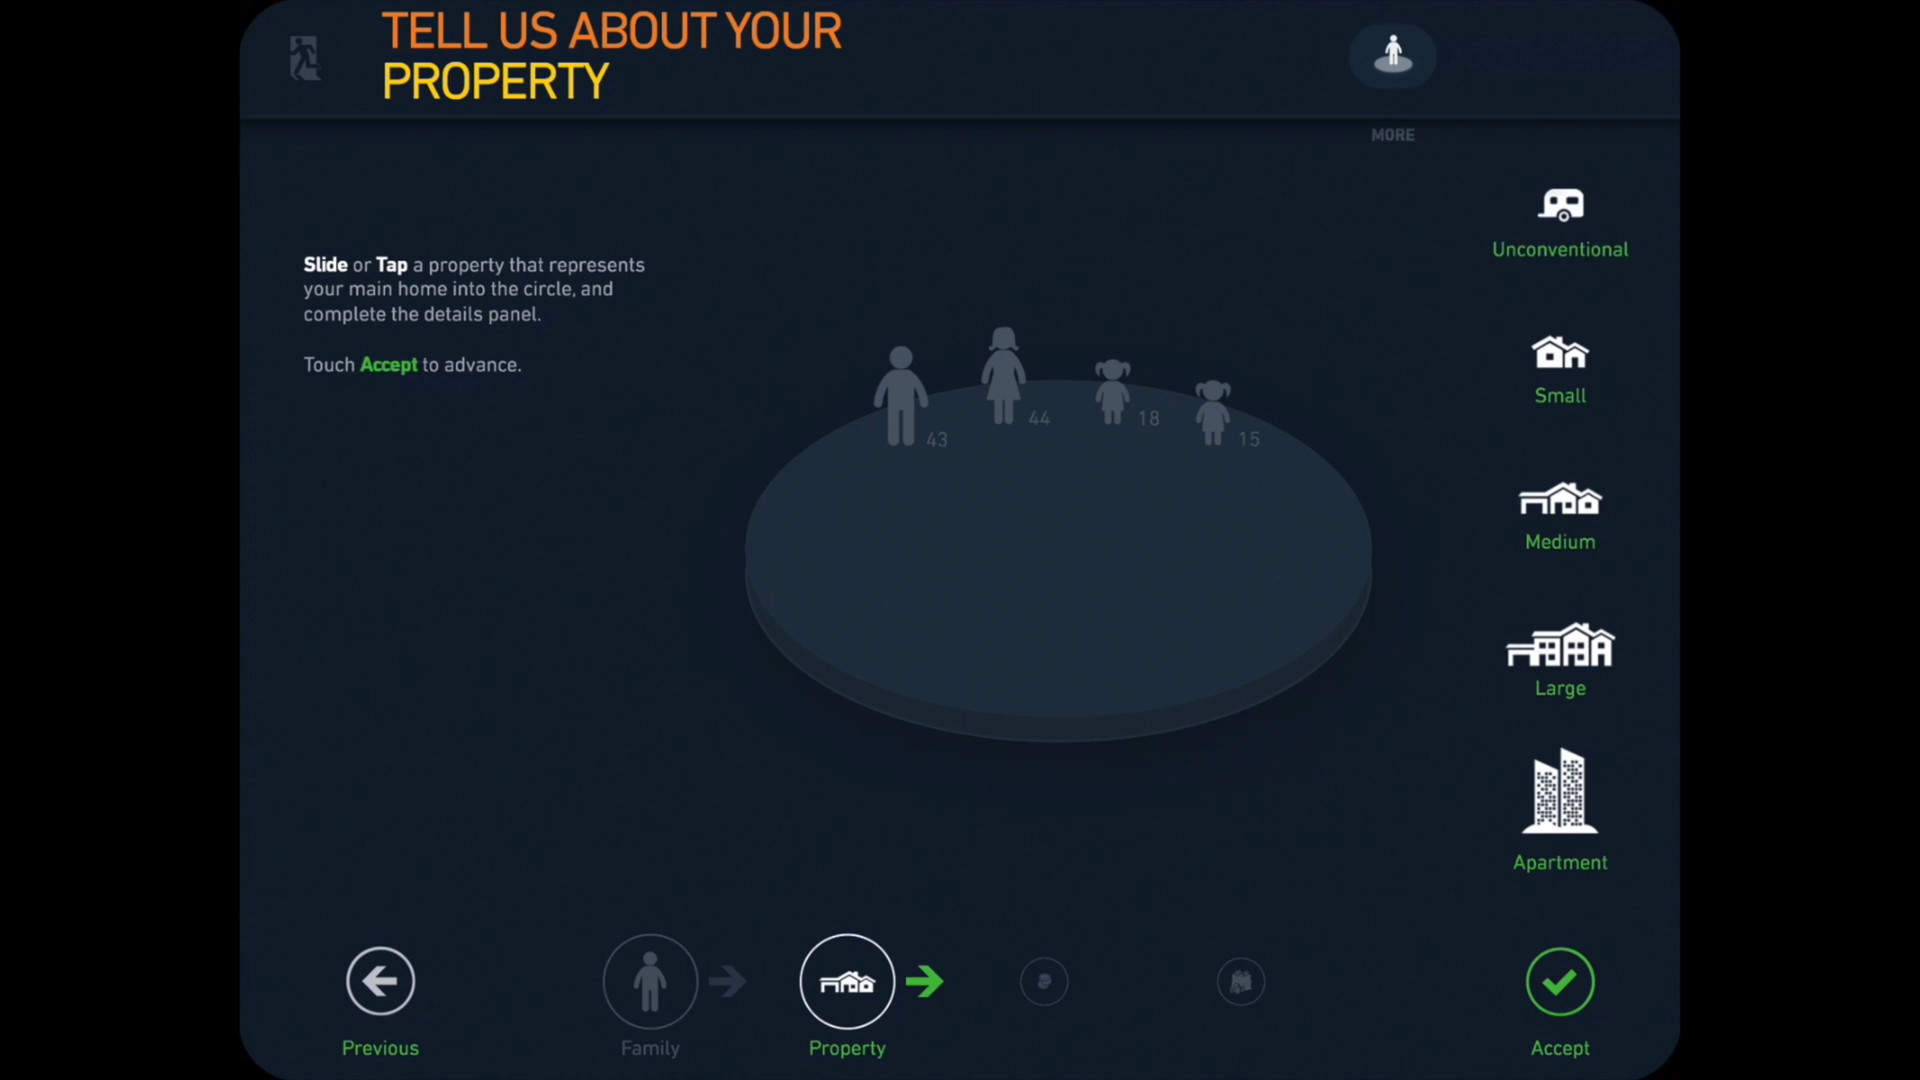 TELL US ABOUT YOUR
PROPERTY
MORE
Slide or Tap a property that represents
your main home into the circle, and
complete the details panel.
Touch Accept to advance.
Unconventional
Small
Medium
Large
Apartment
43
44
18
15
Previous
Family
Property
Accept